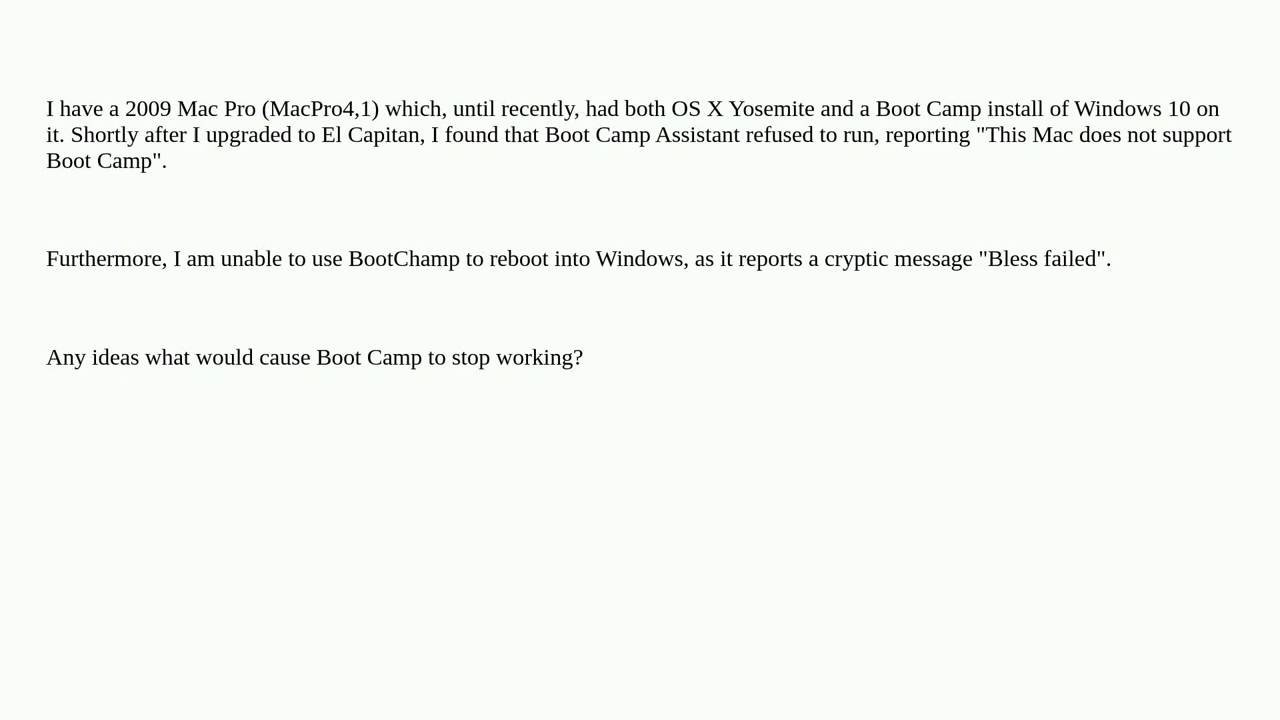 I have a 2009 Mac Pro (MacPro4,1) which, until recently, had both OS X Yosemite and a Boot Camp install of Windows 10 on
it. Shortly after I upgraded to El Capitan, I found that Boot Camp Assistant refused to run, reporting "This Mac does not support
Boot Camp".
Furthermore, I am unable to use BootChamp to reboot into Windows, as it reports a cryptic message "Bless failed".
Any ideas what would cause Boot Camp to stop working?